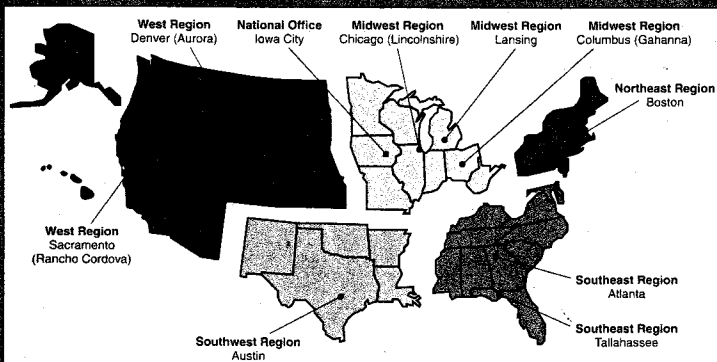 West Region
Denver (Aurora)
National Office
Iowa City
Midwest Region
Chicago (Lincolnshire)
Midwest Region
Lansing
Midwest Region
Columbus (Gahanna)
Northeast Region
Boston
West Region
Sacramento
(Rancho Cordova)
Southeast Region
Atlanta
Southwest Region
Austin
Southeast Region
Tallahassee